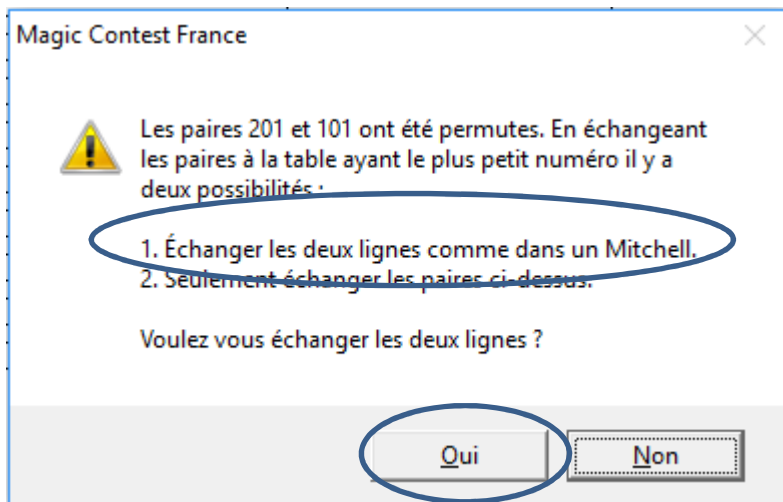 Magic Contest France
Les paires 201 et 101 ont été permutes. En échangeant
les paires à la table ayant le plus petit numéro il y a
deux possibilités :
1. Échanger les deux lignes comme dans un Mitchell.
2. Seulement échanger les paires ci-dessus.
Voulez vous échanger les deux lignes ?
Oui
Non